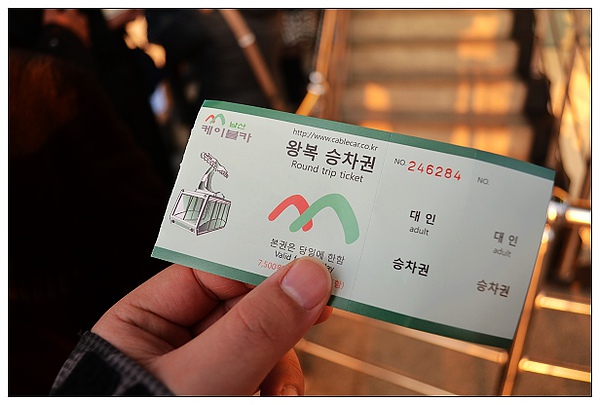 남산
케이블카
http://www.cablecar.co.kr
왕복 승차권
Round trip ticket
본권은 당일에 한함
Valid
7,500
NO. 246284
대 인
adult
승차권
NO.
대 인
adult
승차권